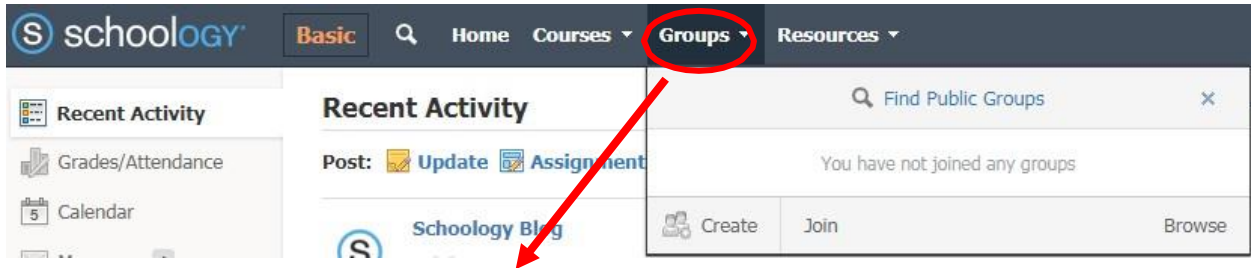 S schoology Basic Home Courses Groups Resources
Recent Activity
Grades/Attendance
5 Calendar
Recent Activity
Post: Update Assignment
Schoology Blog
S
Find Public Groups ×
You have not joined any groups
Create Join Browse